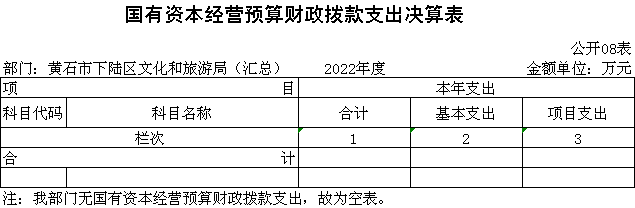 国有资本经营预算财政拨款支出决算表
公开08表
部门：黄石市下陆区文化和旅游局（汇总） 2022年度 金额单位：万元
项 目 本年支出
科目代码 科目名称 合计 基本支出 项目支出
栏次 1 2 3
合 计
注：我部门无国有资本经营预算财政拨款支出，故为空表。